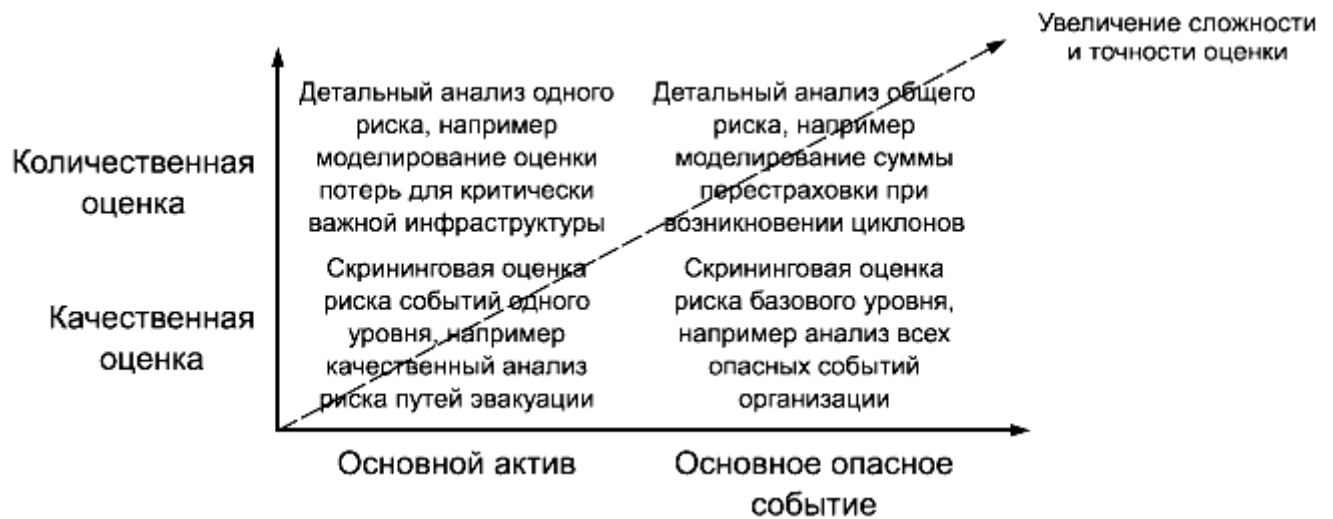 Увеличение сложности
и точности оценки
Количественная
оценка
Детальный анализ одного
риска, например
моделирование оценки
потерь для критически
важной инфраструктуры
Детальный анализ общего
риска, например
моделирование суммы
перестраховки при
возникновении циклонов
Качественная
оценка
Скрининговая оценка
риска событий одного
уровня, например
качественный анализ
риска путей эвакуации
Скрининговая оценка
риска базового уровня,
например анализ всех
опасных событий
организации
Основной актив
Основное опасное
событие